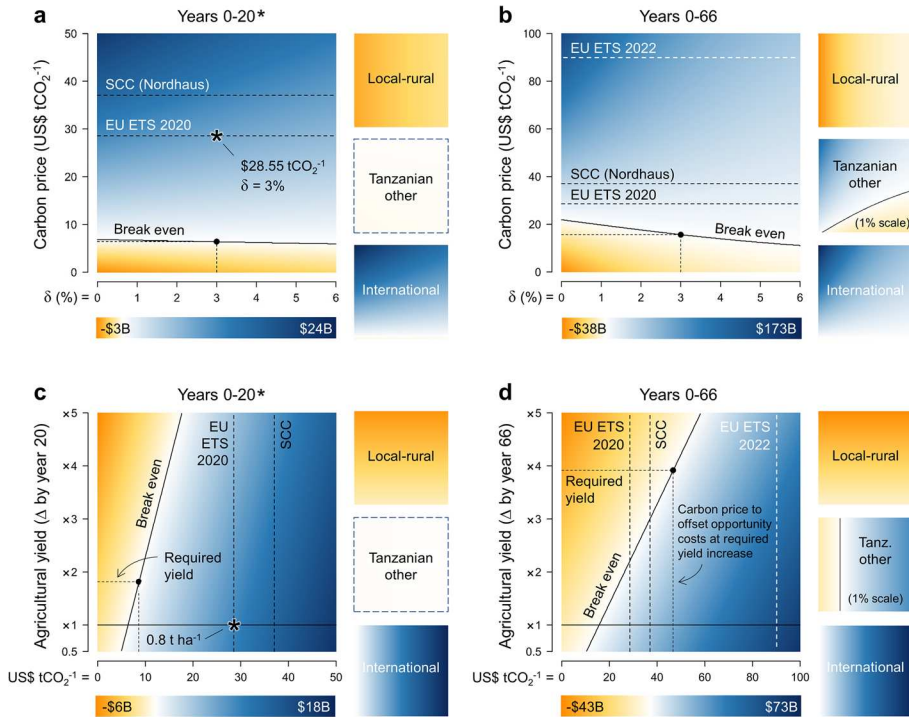 a
Years 0-20*
Carbon price (US$ tCO₂⁻¹)
50
40
30
20
10
0
SCC (Nordhaus)
EU ETS 2020
*
$28.55 tCO₂⁻¹
δ = 3%
Break even
δ (%) =
0 1 2 3 4 5 6
-$3B $24B
Local-rural
Tanzanian
other
International
b
Years 0-66
Carbon price (US$ tCO₂⁻¹)
100
80
60
40
20
0
EU ETS 2022
SCC (Nordhaus)
EU ETS 2020
Break even
δ (%) =
0 1 2 3 4 5 6
-$38B $173B
Local-rural
Tanzanian
other
(1% scale)
International
c
Years 0-20*
Agricultural yield (Δ by year 20)
×5
×4
×3
×2
×1
0.5
EU
ETS
2020
SCC
Break even
Required
yield
0.8 t ha⁻¹
*
US$ tCO₂⁻¹ =
0 10 20 30 40 50
-$6B $18B
Local-rural
Tanzanian
other
International
d
Years 0-66
Agricultural yield (Δ by year 66)
×5
×4
×3
×2
×1
0.5
EU ETS
2020
SCC
EU ETS
2022
Required
yield
Break even
Carbon price to
offset opportunity
costs at required
yield increase
US$ tCO₂⁻¹ =
0 20 40 60 80 100
-$43B $73B
Local-rural
Tanz.
other
(1% scale)
International